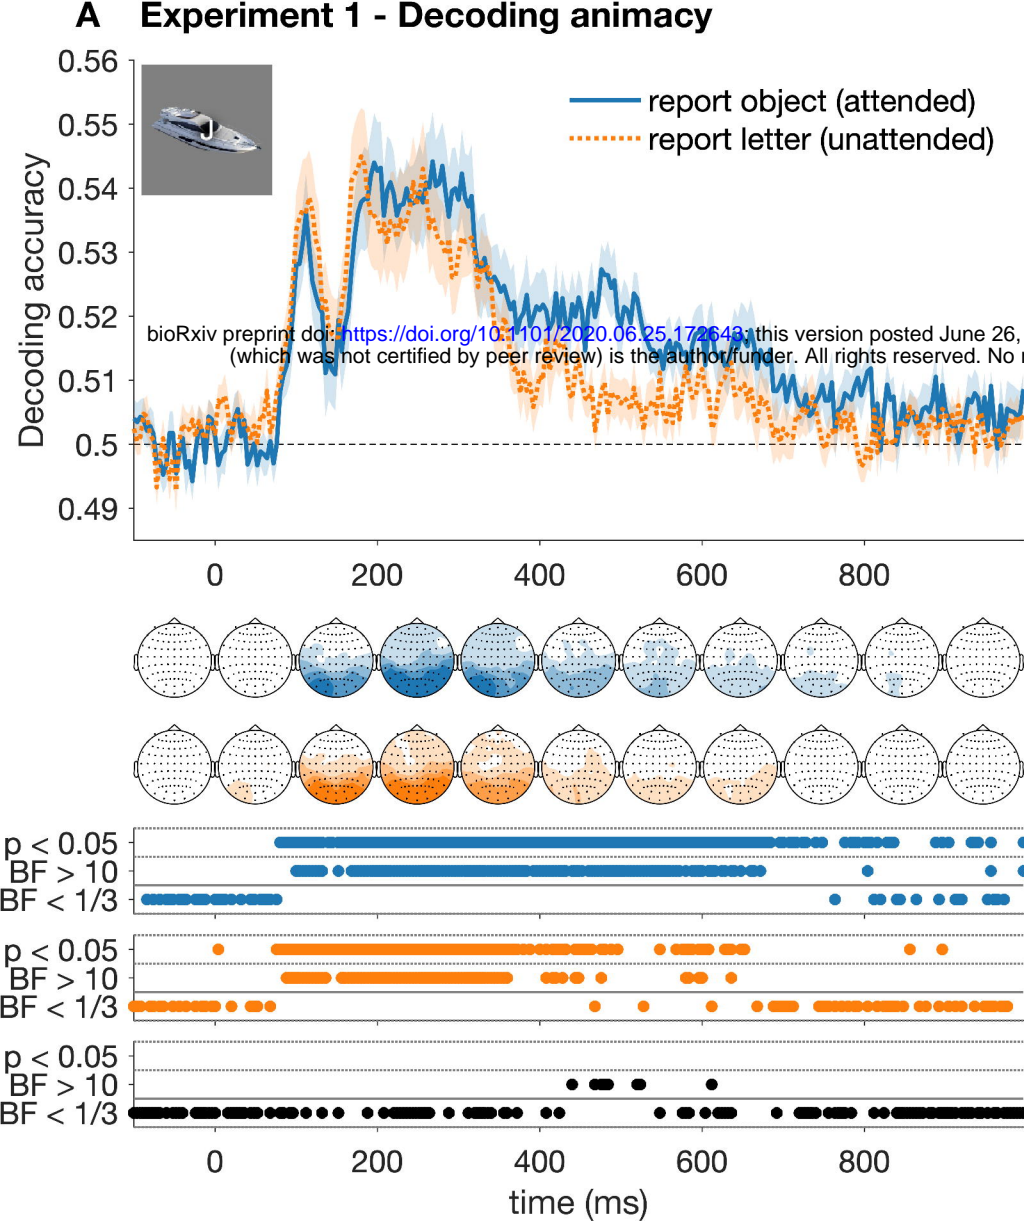 A Experiment 1 - Decoding animacy
0.56
0.55
0.54
0.53
0.52
0.51
0.5
0.49
Decoding accuracy
J
report object (attended)
report letter (unattended)
bioRxiv preprint doi: https://doi.org/10.1101/2020.06.25.172643; this version posted June 26,
(which was not certified by peer review) is the author/funder. All rights reserved. No
0 200 400 600 800
p < 0.05
BF > 10
BF < 1/3
p < 0.05
BF > 10
BF < 1/3
p < 0.05
BF > 10
BF < 1/3
0 200 400 600 800
time (ms)